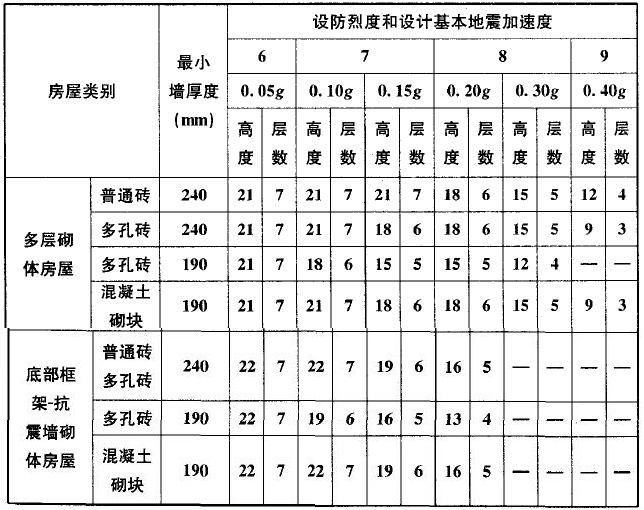 设防烈度和设计基本地震加速度
房屋类别 最小墙厚度(mm) 6 7 8 9
0.05g 0.10g 0.15g 0.20g 0.30g 0.40g
高度 层数 高度 层数 高度 层数 高度 层数 高度 层数 高度 层数
多层砌体房屋
普通砖 240 21 7 21 7 21 7 18 6 15 5 12 4
多孔砖 240 21 7 21 7 18 6 18 6 15 5 9 3
多孔砖 190 21 7 18 6 15 5 15 5 12 4 — —
混凝土砌块 190 21 7 21 7 18 6 18 6 15 5 9 3
底部框架-抗震墙砌体房屋
普通砖多孔砖 240 22 7 22 7 19 6 16 5 — — — —
多孔砖 190 22 7 19 6 16 5 13 4 — — — —
混凝土砌块 190 22 7 22 7 19 6 16 5 — — — —